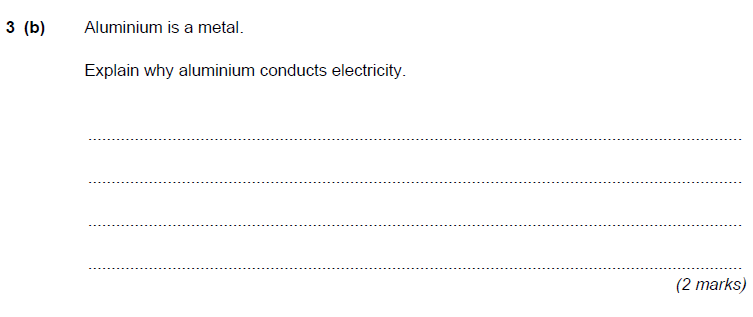 3 (b) Aluminium is a metal.
Explain why aluminium conducts electricity.
(2 marks)